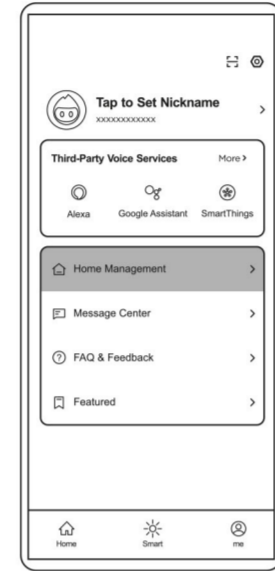 Tap to Set Nickname
xxxxxxxxxxxx
Third-Party Voice Services More >
Alexa Google Assistant SmartThings
Home Management
Message Center
FAQ & Feedback
Featured
Home Smart me